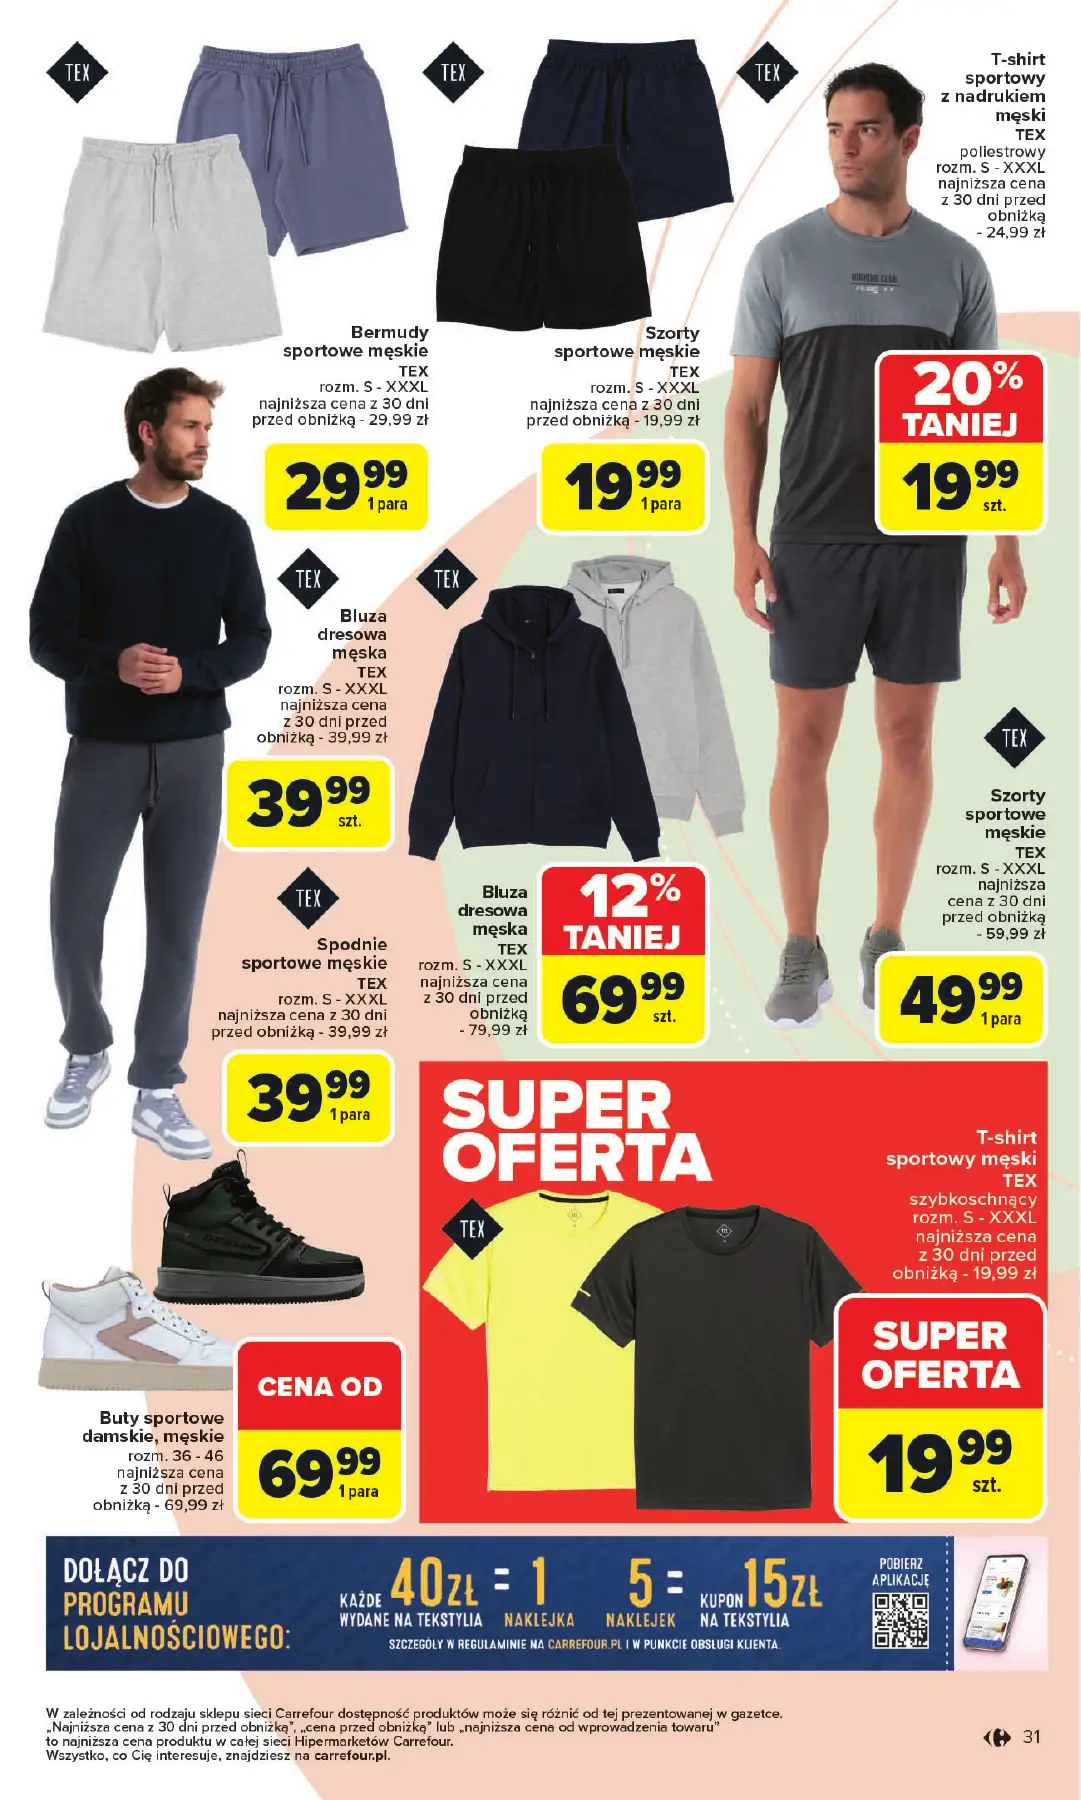 TEX
TEX
TEX
T-shirt
sportowy
z nadrukiem
męski
TEX
poliestrowy
rozm. S - XXXL
najniższa cena
z 30 dni przed
obniżką
- 24,99 zł
20%
TANIEJ
19 99
szt.
Bermudy
sportowe męskie
TEX
rozm. S - XXXL
najniższa cena z 30 dni
przed obniżką - 29,99 zł
29 99
1 para
Szorty
sportowe męskie
TEX
rozm. S - XXXL
najniższa cena z 30 dni
przed obniżką - 19,99 zł
19 99
1 para
TEX
Bluza
dresowa
męska
TEX
rozm. S - XXXL
najniższa cena
z 30 dni przed
obniżką - 39,99 zł
39 99
szt.
TEX
Bluza
dresowa
męska
TEX
rozm. S - XXXL
najniższa cena
z 30 dni przed
obniżką
- 79,99 zł
12%
TANIEJ
69 99
szt.
TEX
Szorty
sportowe
męskie
TEX
rozm. S - XXXL
najniższa
cena z 30 dni
przed obniżką
- 59,99 zł
49 99
1 para
TEX
Spodnie
sportowe męskie
TEX
rozm. S - XXXL
najniższa cena z 30 dni
przed obniżką - 39,99 zł
39 99
1 para
SUPER
OFERTA
TEX
T-shirt
sportowy męski
TEX
szybkoschnący
rozm. S - XXXL
najniższa cena
z 30 dni przed
obniżką - 19,99 zł
SUPER
OFERTA
19 99
szt.
DUNLOP
Buty sportowe
damskie, męskie
rozm. 36 - 46
najniższa cena
z 30 dni przed
obniżką - 69,99 zł
CENA OD
69 99
1 para
DOŁĄCZ DO
PROGRAMU
LOJALNOŚCIOWEGO:
KAŻDE 40 ZŁ = 1
WYDANE NA TEKSTYLIA NAKLEJKA
5 = KUPON 15 ZŁ
NAKLEJEK NA TEKSTYLIA
SZCZEGÓŁY W REGULAMINIE NA CARREFOUR.PL I W PUNKCIE OBSŁUGI KLIENTA.
POBIERZ
APLIKACJĘ
W zależności od rodzaju sklepu sieci Carrefour dostępność produktów może się różnić od tej prezentowanej w gazetce.
„Najniższa cena z 30 dni przed obniżką”, „cena przed obniżką” lub „najniższa cena od wprowadzenia towaru”
to najniższa cena produktu w całej sieci Hipermarketów Carrefour.
Wszystko, co Cię interesuje, znajdziesz na carrefour.pl.
31